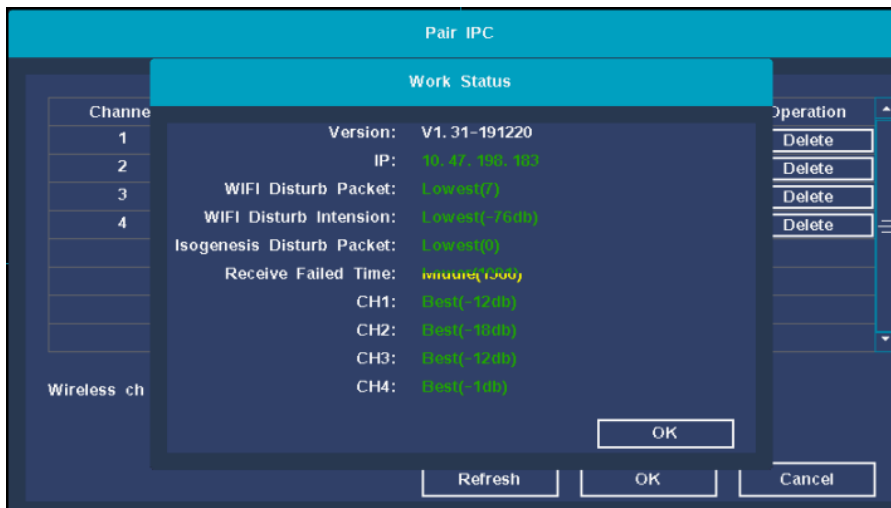 Pair IPC
Work Status
Channe
Operation
1
Delete
2
Delete
3
Delete
4
Delete
Version: V1.31-191220
IP: 10.47.198.183
WIFI Disturb Packet: Lowest(7)
WIFI Disturb Intension: Lowest(-76db)
Isogenesis Disturb Packet: Lowest(0)
Receive Failed Time:
CH1: Best(-12db)
CH2: Best(-18db)
CH3: Best(-12db)
CH4: Best(-1db)
Wireless ch
OK
Refresh
OK
Cancel